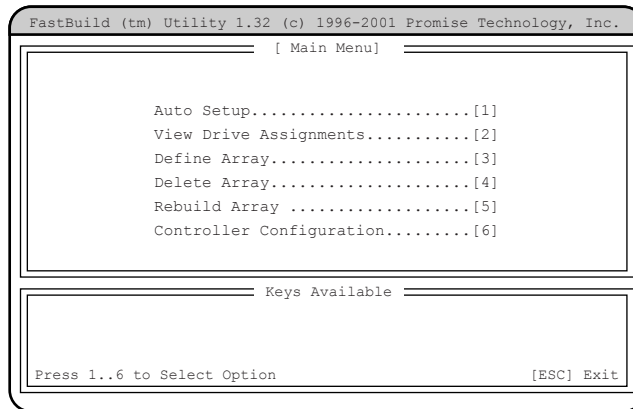 FastBuild (tm) Utility 1.32 (c) 1996-2001 Promise Technology, Inc.
[ Main Menu]
Auto Setup.......................[1]
View Drive Assignments...........[2]
Define Array.....................[3]
Delete Array.....................[4]
Rebuild Array ...................[5]
Controller Configuration.........[6]
Keys Available
Press 1..6 to Select Option [ESC] Exit